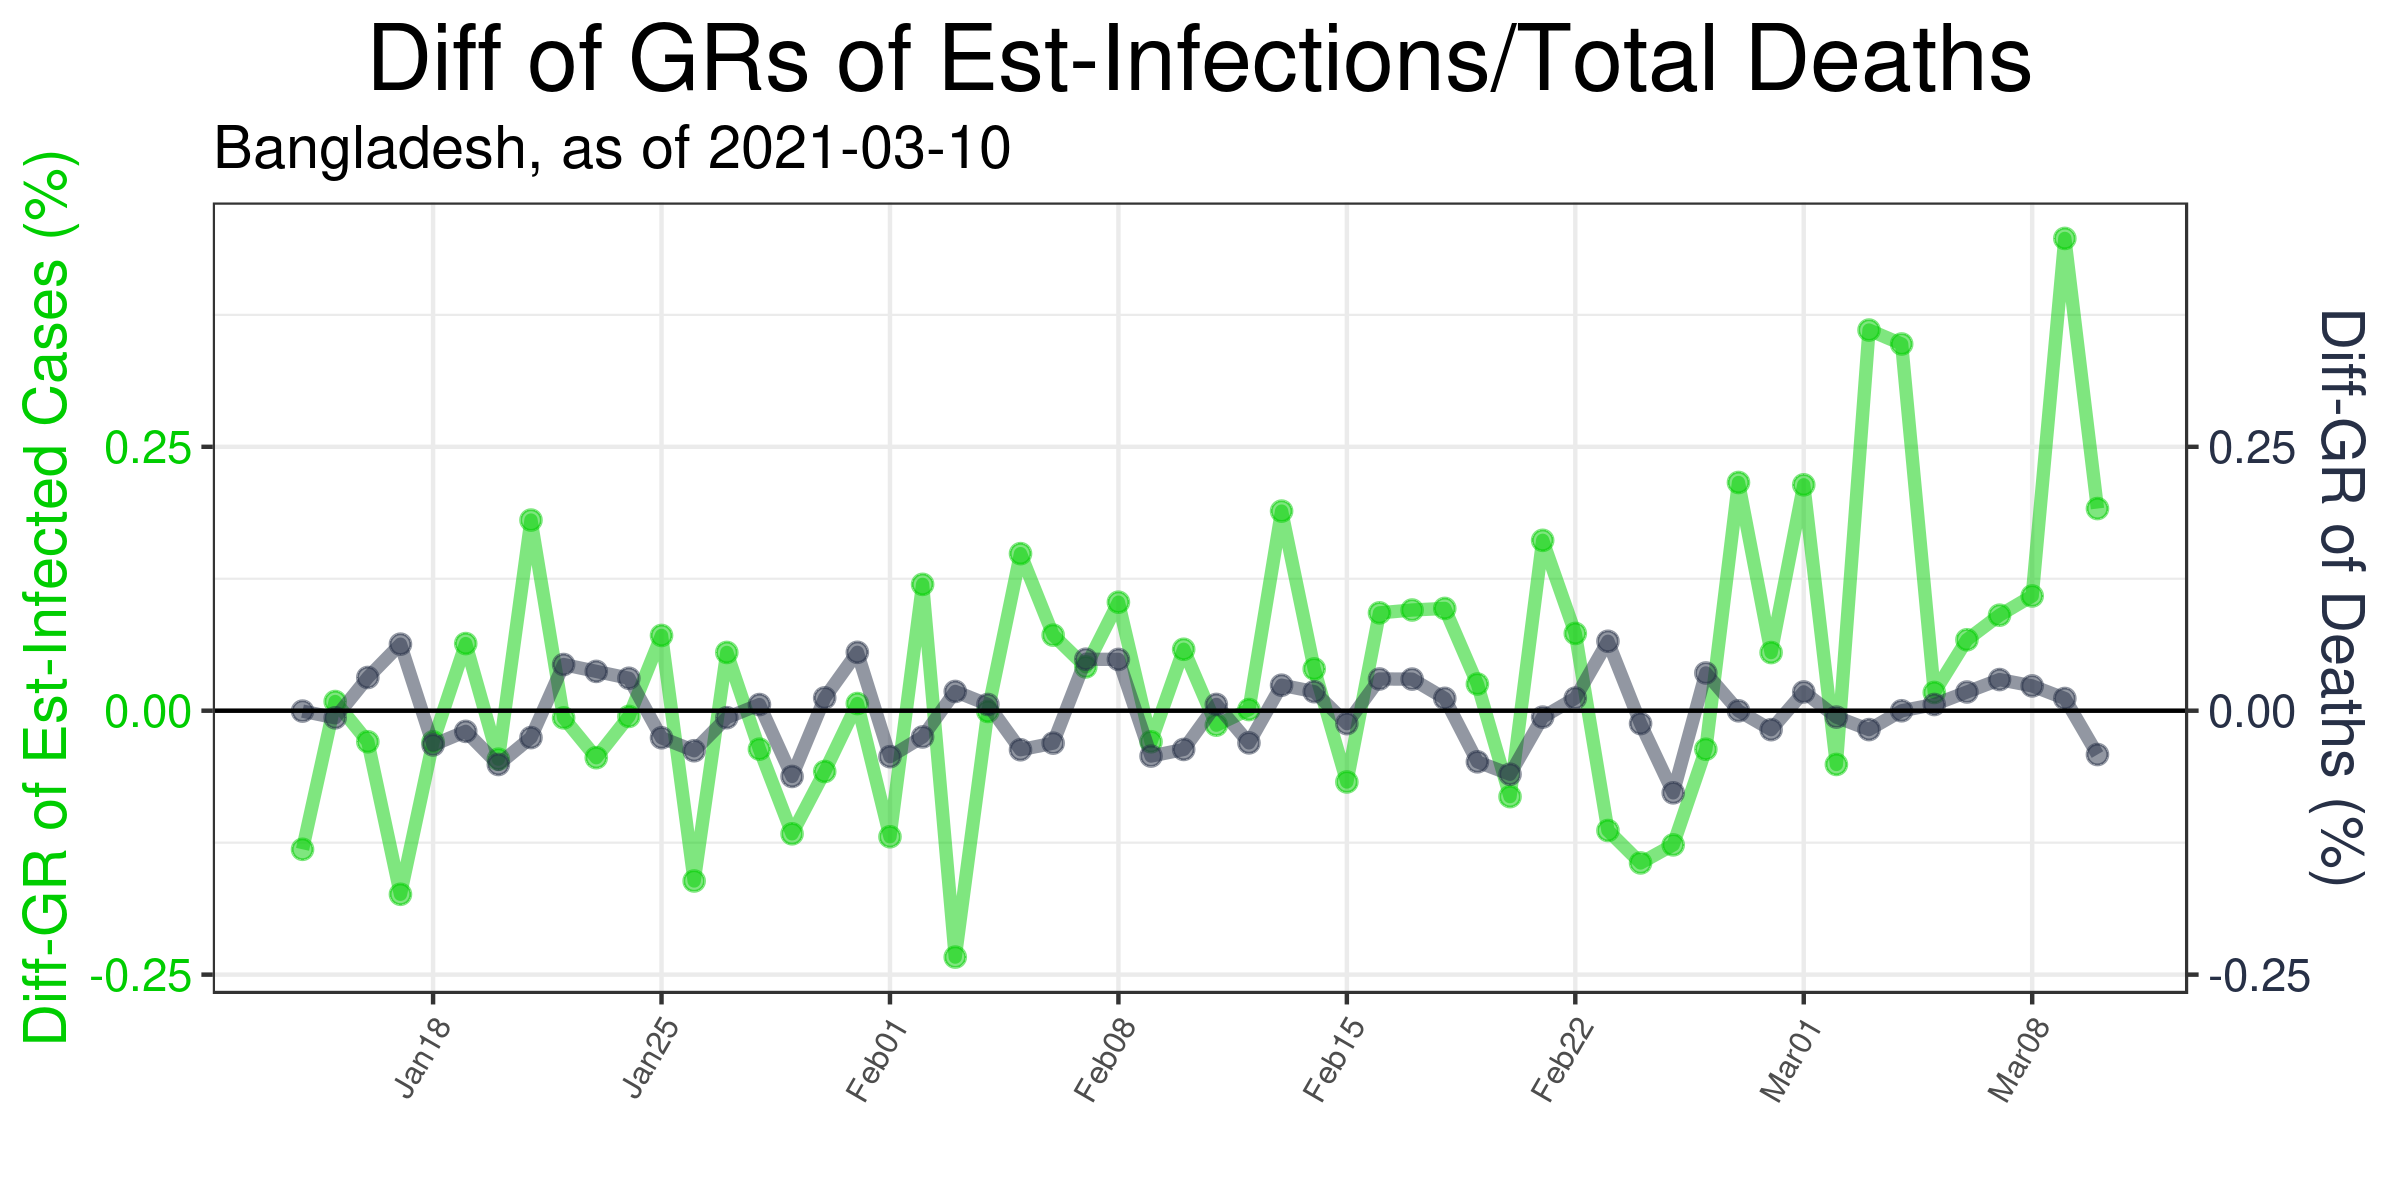 Diff of GRs of Est-Infections/Total Deaths
Bangladesh, as of 2021-03-10
Diff-GR of Est-Infected Cases (%)
0.25
0.00
-0.25
0.25
0.00
-0.25
Diff-GR of Deaths (%)
Jan18
Jan25
Feb01
Feb08
Feb15
Feb22
Mar01
Mar08